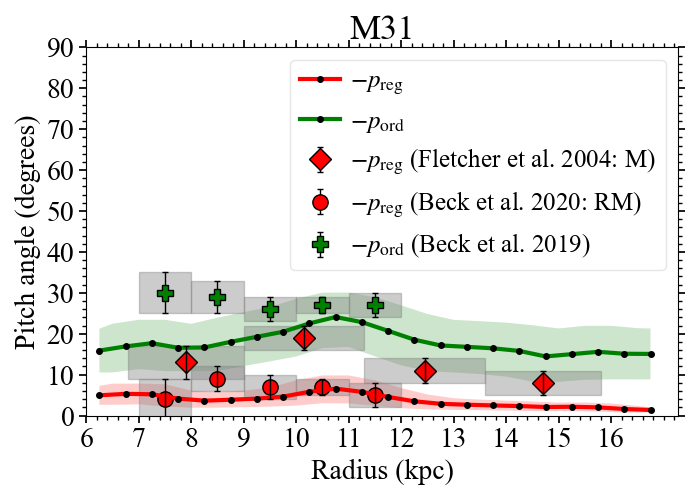 M31
90
80
70
60
50
40
30
20
10
0
Pitch angle (degrees)
−p_reg
−p_ord
−p_reg (Fletcher et al. 2004: M)
−p_reg (Beck et al. 2020: RM)
−p_ord (Beck et al. 2019)
6 7 8 9 10 11 12 13 14 15 16
Radius (kpc)